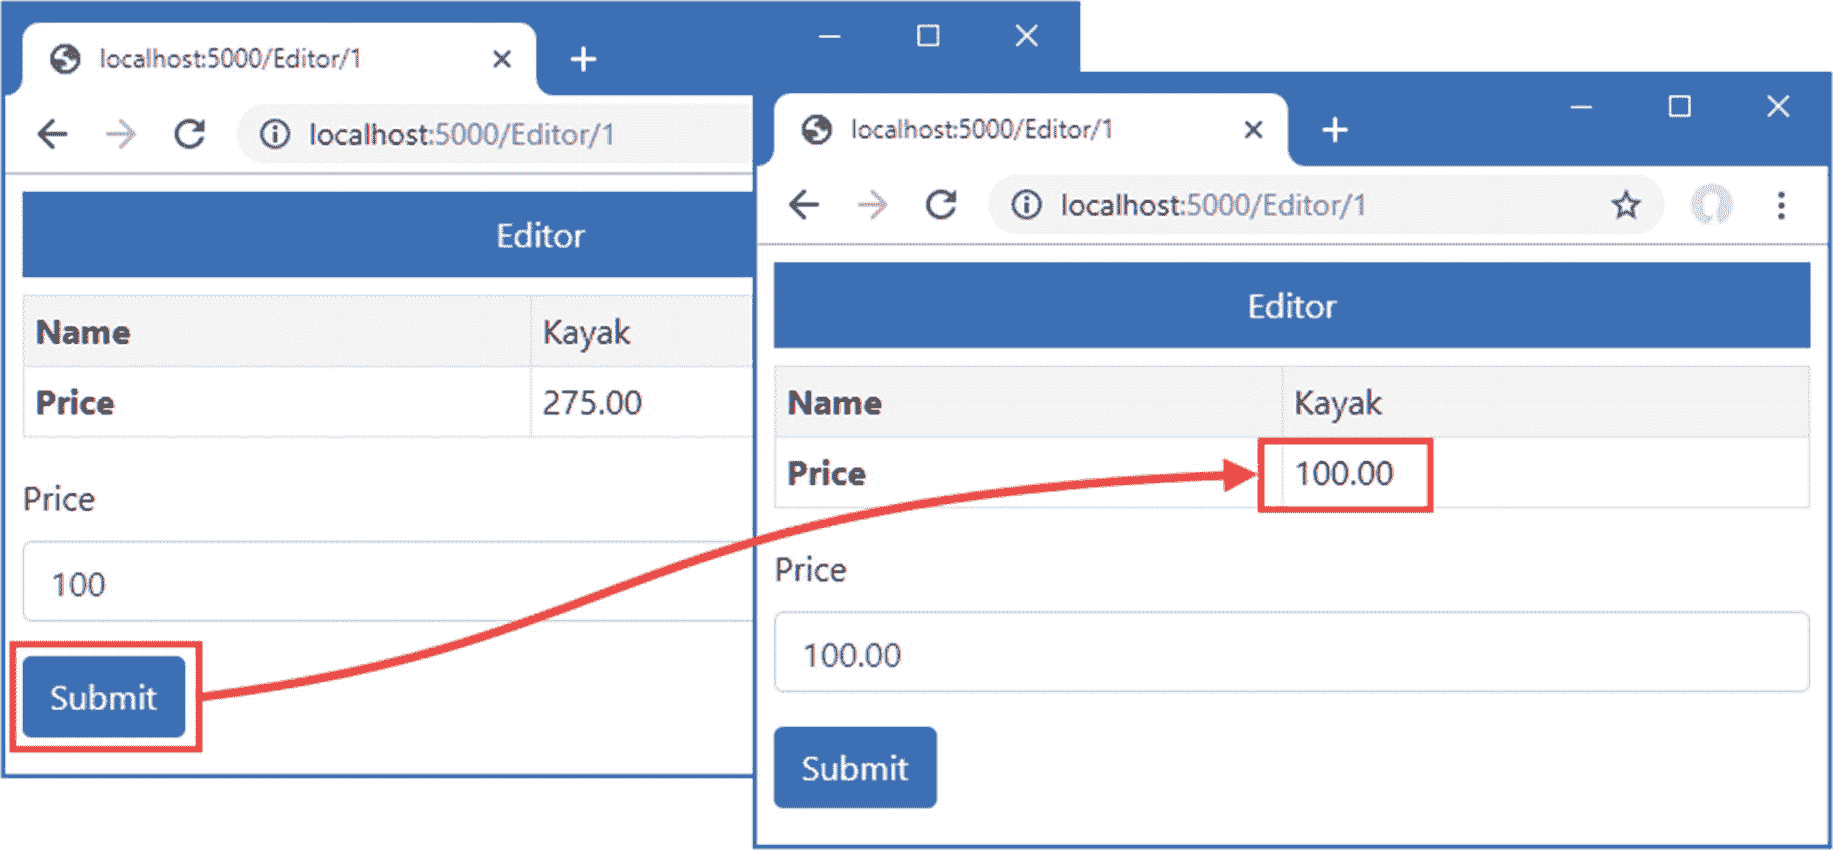 localhost:5000/Editor/1
localhost:5000/Editor/1
Editor
Name Kayak
Price 275.00
Price
100
Submit
localhost:5000/Editor/1
localhost:5000/Editor/1
Editor
Name Kayak
Price 100.00
Price
100.00
Submit